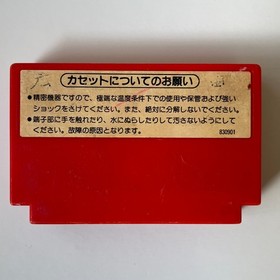 カセットについてのお願い
●精密機器ですので、極端な温度条件下での使用や保管および強い
ショックをさけてください。また、絶対に分解しないでください。
●端子部に手を触れたり、水にぬらしたりして汚さないようにして
ください。故障の原因となります。
830901